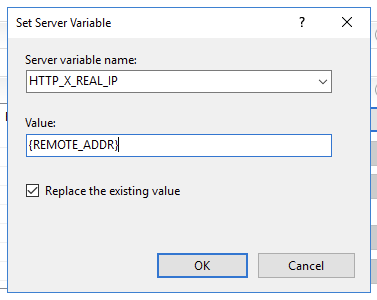 Set Server Variable
?
Server variable name:
HTTP_X_REAL_IP
Value:
{REMOTE_ADDR}
Replace the existing value
OK
Cancel